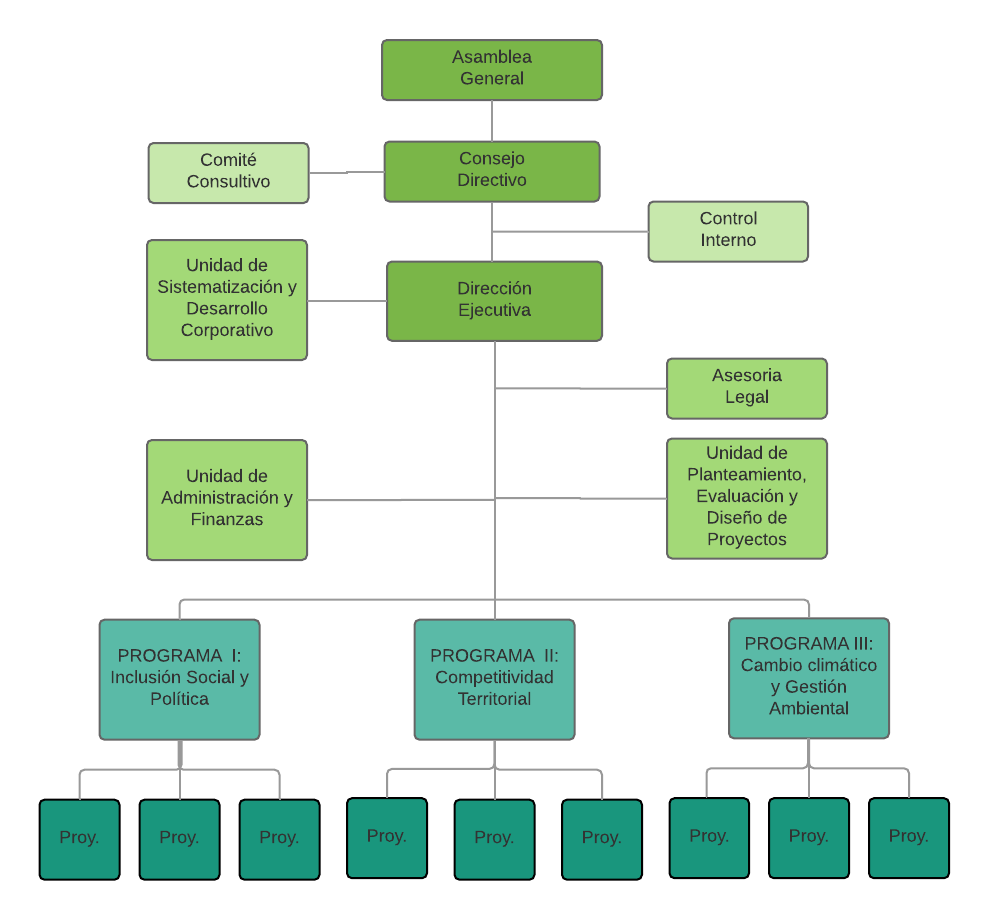 Asamblea
General
Comité
Consultivo
Consejo
Directivo
Control
Interno
Unidad de
Sistematización y
Desarrollo
Corporativo
Dirección
Ejecutiva
Asesoria
Legal
Unidad de
Administración y
Finanzas
Unidad de
Planteamiento,
Evaluación y
Diseño de
Proyectos
PROGRAMA  I:
Inclusión Social y
Política
PROGRAMA  II:
Competitividad
Territorial
PROGRAMA III:
Cambio climático
y Gestión
Ambiental
Proy.
Proy.
Proy.
Proy.
Proy.
Proy.
Proy.
Proy.
Proy.